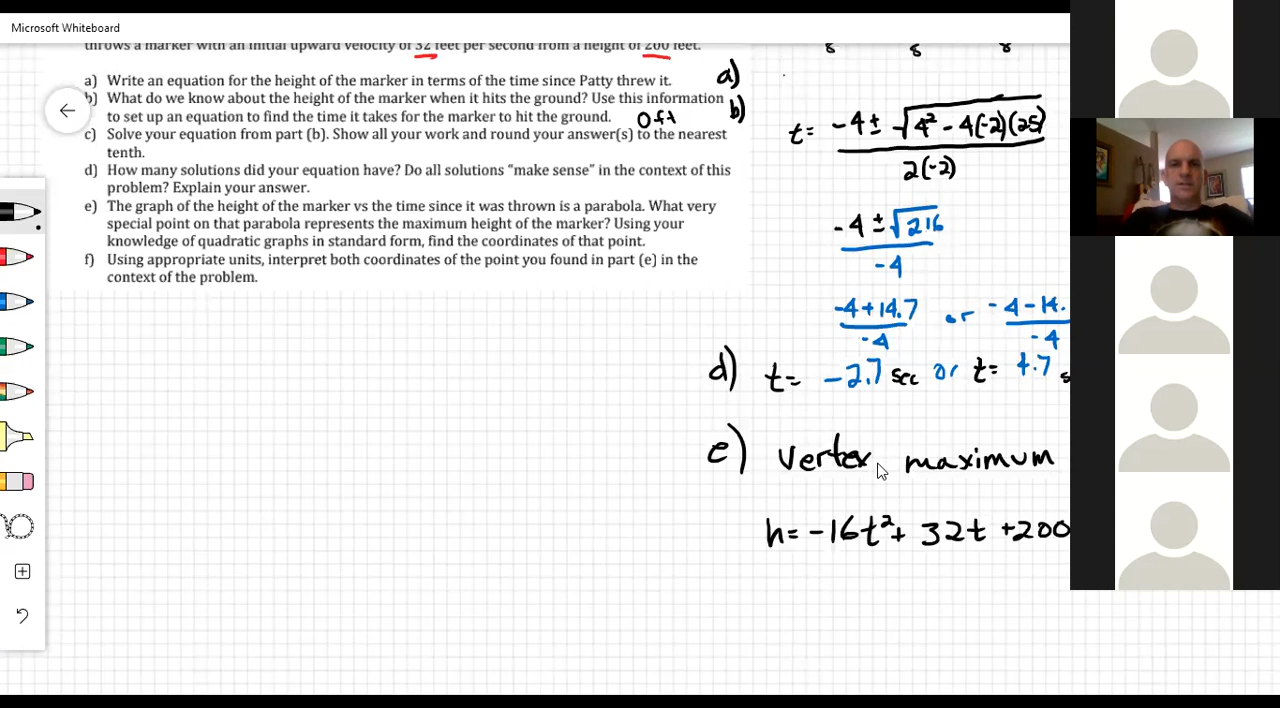 Microsoft Whiteboard
throws a marker with an initial upward velocity of 32 feet per second from a height of 200 feet.
8 8 8
a) Write an equation for the height of the marker in terms of the time since Patty threw it.
a)
b) What do we know about the height of the marker when it hits the ground? Use this information
to set up an equation to find the time it takes for the marker to hit the ground.
0 ft
b)
c) Solve your equation from part (b). Show all your work and round your answer(s) to the nearest
tenth.
d) How many solutions did your equation have? Do all solutions “make sense” in the context of this
problem? Explain your answer.
e) The graph of the height of the marker vs the time since it was thrown is a parabola. What very
special point on that parabola represents the maximum height of the marker? Using your
knowledge of quadratic graphs in standard form, find the coordinates of that point.
f) Using appropriate units, interpret both coordinates of the point you found in part (e) in the
context of the problem.
t= -4 ± √4² - 4(-2)(25)
2(-2)
-4 ± √216
-4
-4+14.7 or -4-14.
-4 -4
d) t= -2.7 sec or t= 4.7 s
e) vertex, maximum
h= -16t² + 32t +200